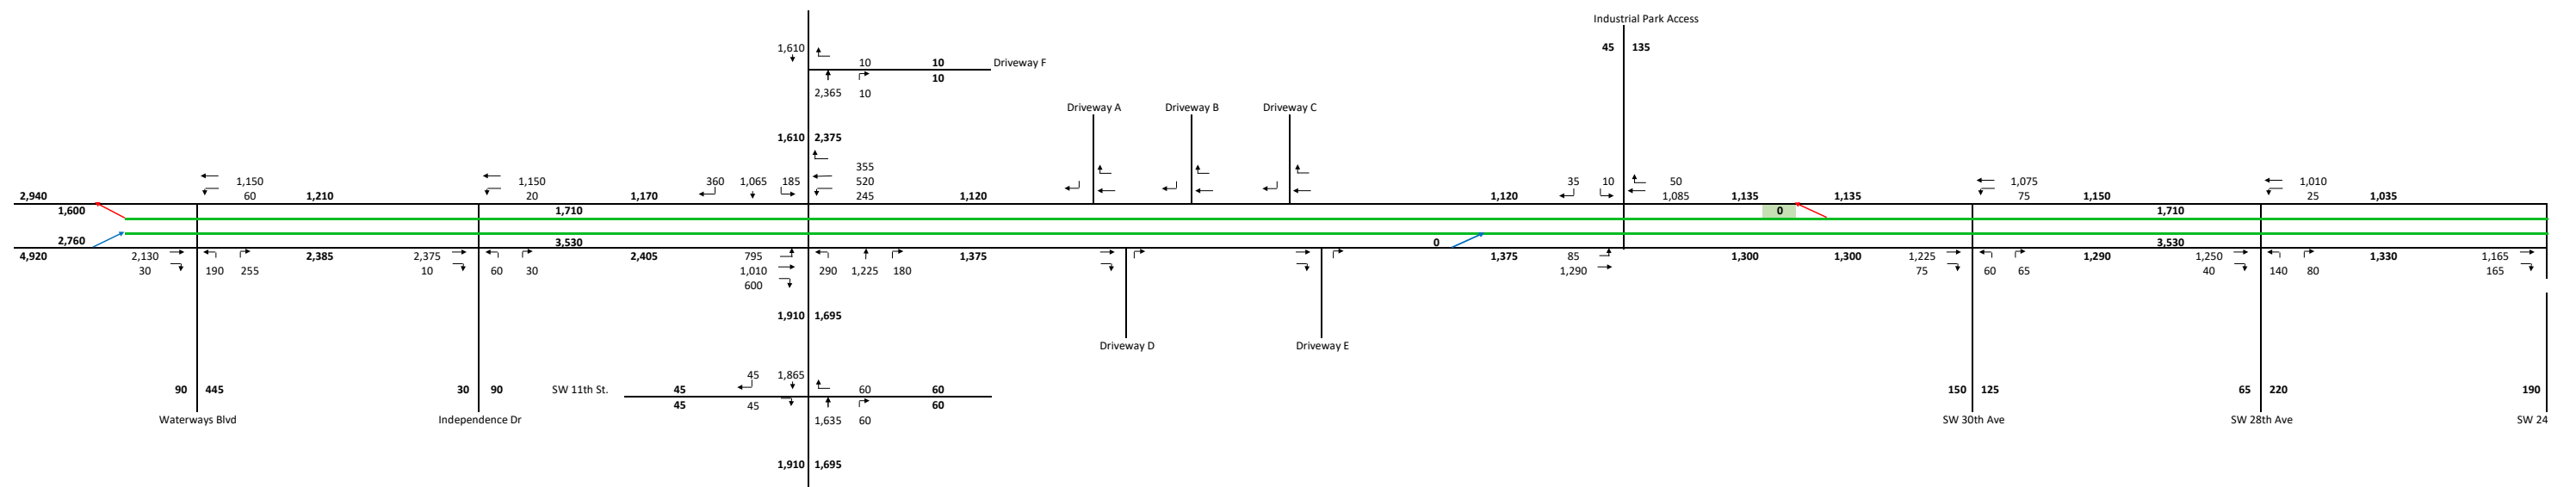 Industrial Park Access
1,610
45 135
10 10 Driveway F
10
2,365 10
Driveway A Driveway B Driveway C
1,610 2,375
355
1,150 1,150 360 1,065 185 520 35 10 50 1,075 1,010
2,940 60 1,210 20 1,170 245 1,120 1,120 1,085 1,135 1,135 75 1,150 25 1,035
1,600 1,710 0 1,710
2,760 3,530 0 3,530
4,920 2,130 2,385 2,375 2,405 795 1,375 1,375 85 1,300 1,300 1,225 1,290 1,250 1,330 1,165
30 190 255 10 60 30 1,010 290 1,225 180 1,290 75 60 65 40 140 80 165
600
1,910 1,695
Driveway D Driveway E
45 1,865
90 445 30 90 SW 11th St. 45 60 60 150 125 65 220 190
45 45 60
Waterways Blvd Independence Dr 1,635 60 SW 30th Ave SW 28th Ave SW 24
1,910 1,695